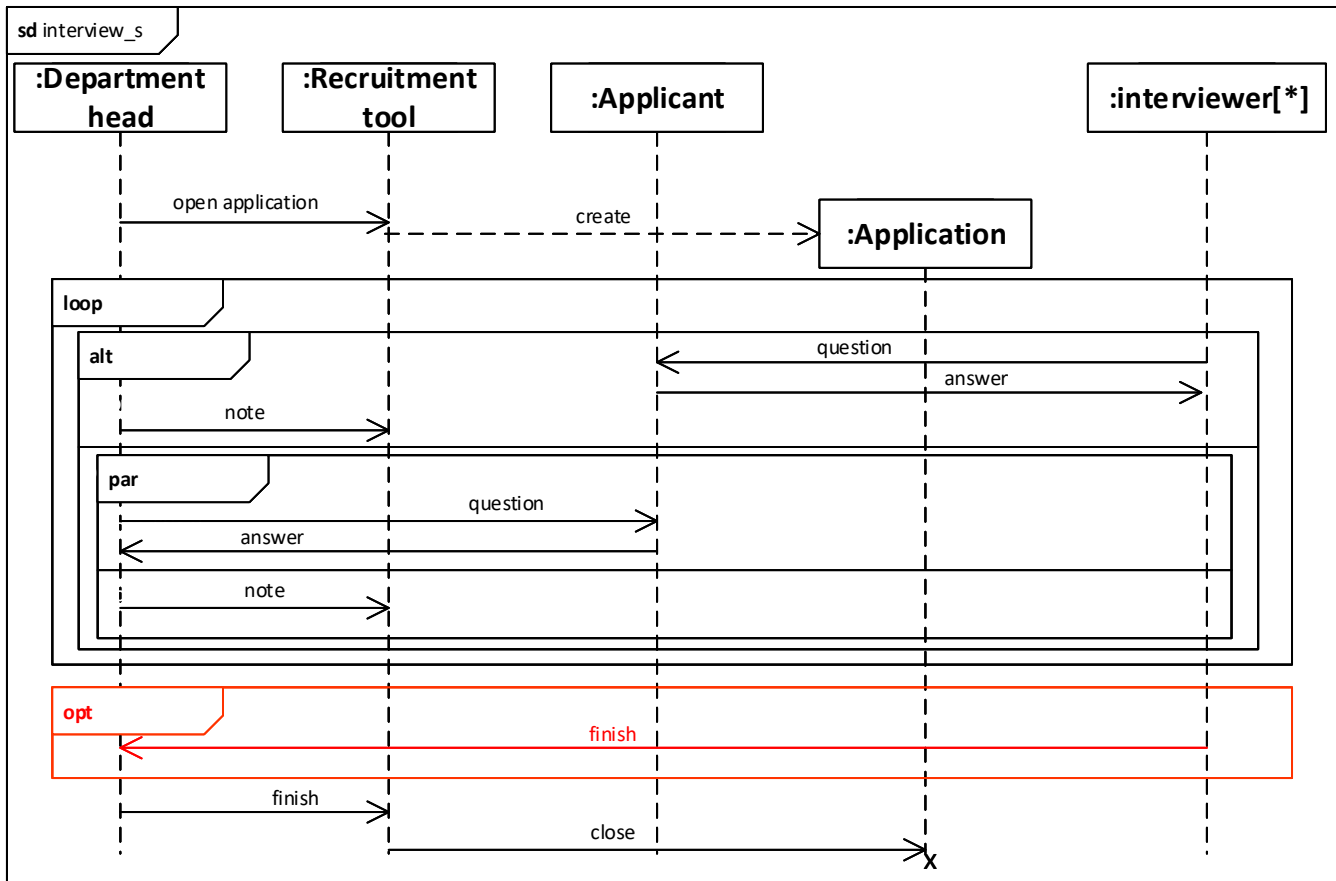 sd interview_s
:Department
head
:Recruitment
tool
:Applicant
:interviewer[*]
open application
create
:Application
loop
alt
question
answer
note
par
question
answer
note
opt
finish
finish
close
X